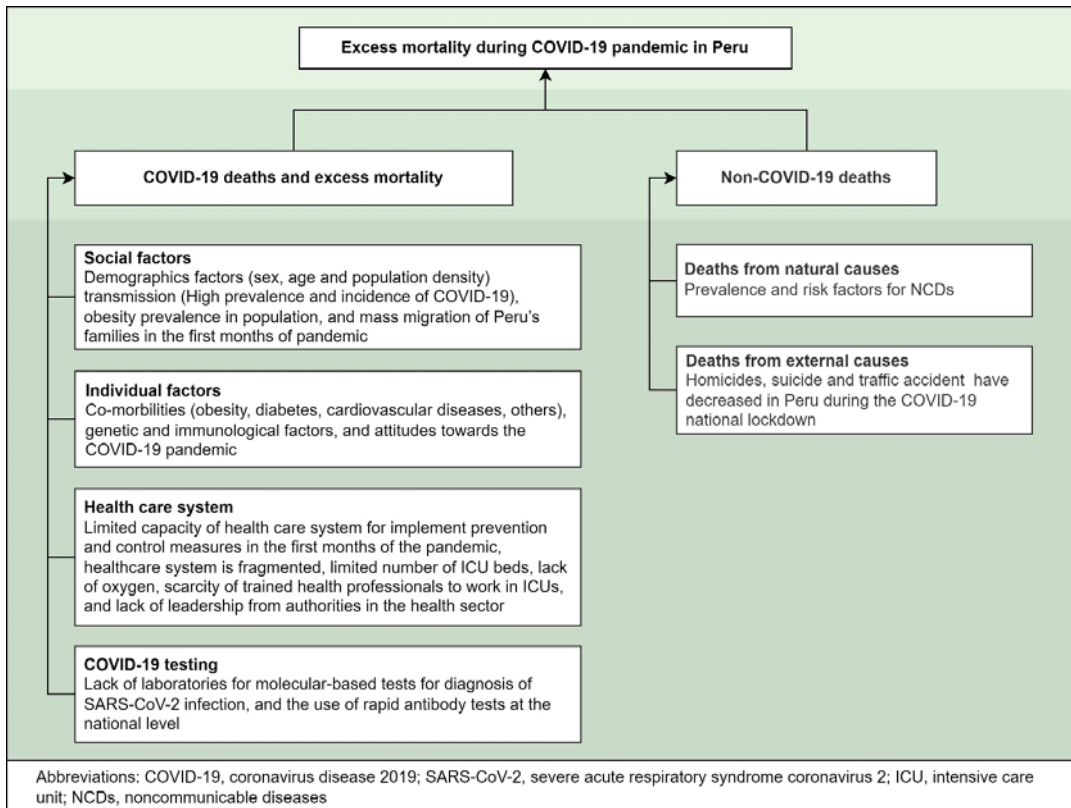 Excess mortality during COVID-19 pandemic in Peru
COVID-19 deaths and excess mortality
Non-COVID-19 deaths
Social factors
Demographics factors (sex, age and population density)
transmission (High prevalence and incidence of COVID-19),
obesity prevalence in population, and mass migration of Peru's
families in the first months of pandemic
Individual factors
Co-morbilities (obesity, diabetes, cardiovascular diseases, others),
genetic and immunological factors, and attitudes towards the
COVID-19 pandemic
Health care system
Limited capacity of health care system for implement prevention
and control measures in the first months of the pandemic,
healthcare system is fragmented, limited number of ICU beds, lack
of oxygen, scarcity of trained health professionals to work in ICUs,
and lack of leadership from authorities in the health sector
COVID-19 testing
Lack of laboratories for molecular-based tests for diagnosis of
SARS-CoV-2 infection, and the use of rapid antibody tests at the
national level
Deaths from natural causes
Prevalence and risk factors for NCDs
Deaths from external causes
Homicides, suicide and traffic accident have
decreased in Peru during the COVID-19
national lockdown
Abbreviations: COVID-19, coronavirus disease 2019; SARS-CoV-2, severe acute respiratory syndrome coronavirus 2; ICU, intensive care
unit; NCDs, noncommunicable diseases